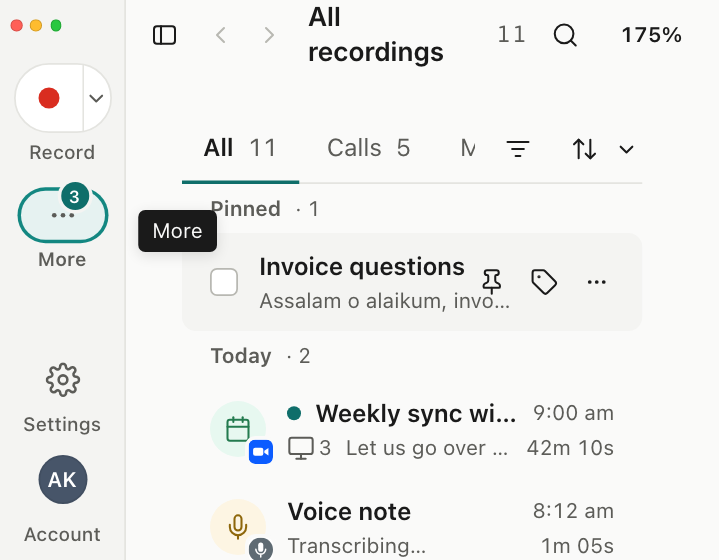 All recordings 11 175%
Record
3
More
More
Settings
AK
Account
All 11 Calls 5 M
Pinned · 1
Invoice questions
Assalam o alaikum, invo...
Today · 2
Weekly sync wi... 9:00 am
3 Let us go over ... 42m 10s
Voice note 8:12 am
Transcribing... 1m 05s